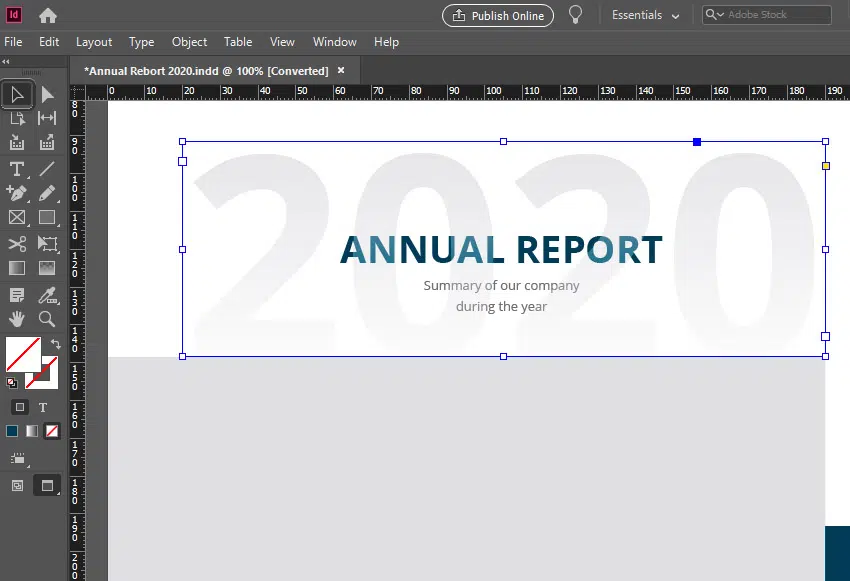 Id
Publish Online
Essentials
Adobe Stock
File Edit Layout Type Object Table View Window Help
*Annual Rebort 2020.indd @ 100% [Converted] ×
0 10 20 30 40 50 60 70 80 90 100 110 120 130 140 150 160 170 180 190
80
90
100
110
120
130
140
150
160
170
180
190
200
2020
ANNUAL REPORT
Summary of our company
during the year
T
T